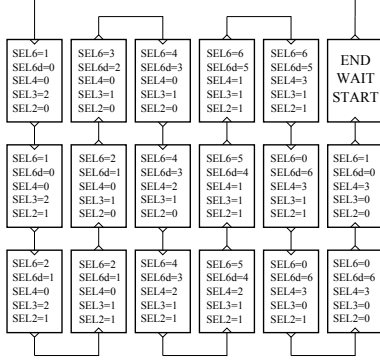 SEL6=1
SEL6d=0
SEL4=0
SEL3=2
SEL2=0
SEL6=3
SEL6d=2
SEL4=0
SEL3=1
SEL2=0
SEL6=4
SEL6d=3
SEL4=0
SEL3=1
SEL2=0
SEL6=6
SEL6d=5
SEL4=1
SEL3=1
SEL2=1
SEL6=6
SEL6d=5
SEL4=3
SEL3=1
SEL2=1
END
WAIT
START
SEL6=1
SEL6d=0
SEL4=0
SEL3=2
SEL2=1
SEL6=2
SEL6d=1
SEL4=0
SEL3=1
SEL2=0
SEL6=4
SEL6d=3
SEL4=2
SEL3=1
SEL2=0
SEL6=5
SEL6d=4
SEL4=1
SEL3=1
SEL2=1
SEL6=0
SEL6d=6
SEL4=3
SEL3=1
SEL2=1
SEL6=1
SEL6d=0
SEL4=3
SEL3=0
SEL2=0
SEL6=2
SEL6d=1
SEL4=0
SEL3=2
SEL2=1
SEL6=2
SEL6d=1
SEL4=0
SEL3=1
SEL2=1
SEL6=4
SEL6d=3
SEL4=2
SEL3=1
SEL2=1
SEL6=5
SEL6d=4
SEL4=2
SEL3=1
SEL2=1
SEL6=0
SEL6d=6
SEL4=3
SEL3=0
SEL2=1
SEL6=0
SEL6d=6
SEL4=3
SEL3=0
SEL2=0